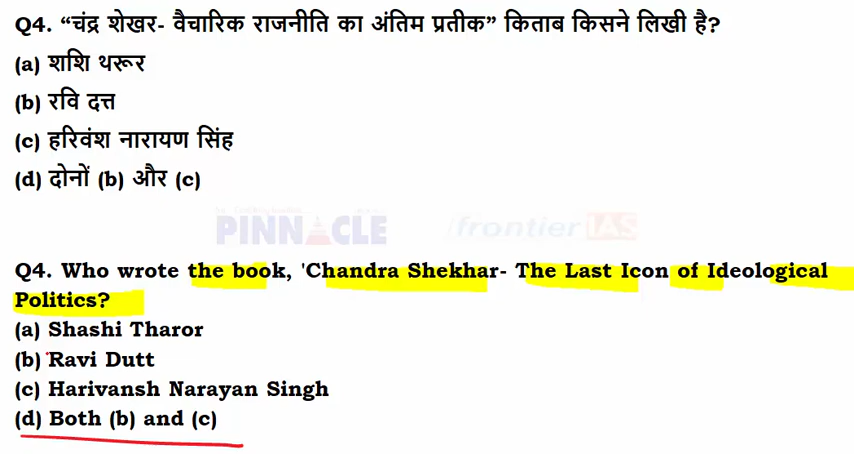 Q4. “चंद्र शेखर- वैचारिक राजनीति का अंतिम प्रतीक” किताब किसने लिखी है?
(a) शशि थरूर
(b) रवि दत्त
(c) हरिवंश नारायण सिंह
(d) दोनों (b) और (c)
PINNACLE frontier IAS
Q4. Who wrote the book, 'Chandra Shekhar- The Last Icon of Ideological
Politics?
(a) Shashi Tharor
(b) Ravi Dutt
(c) Harivansh Narayan Singh
(d) Both (b) and (c)